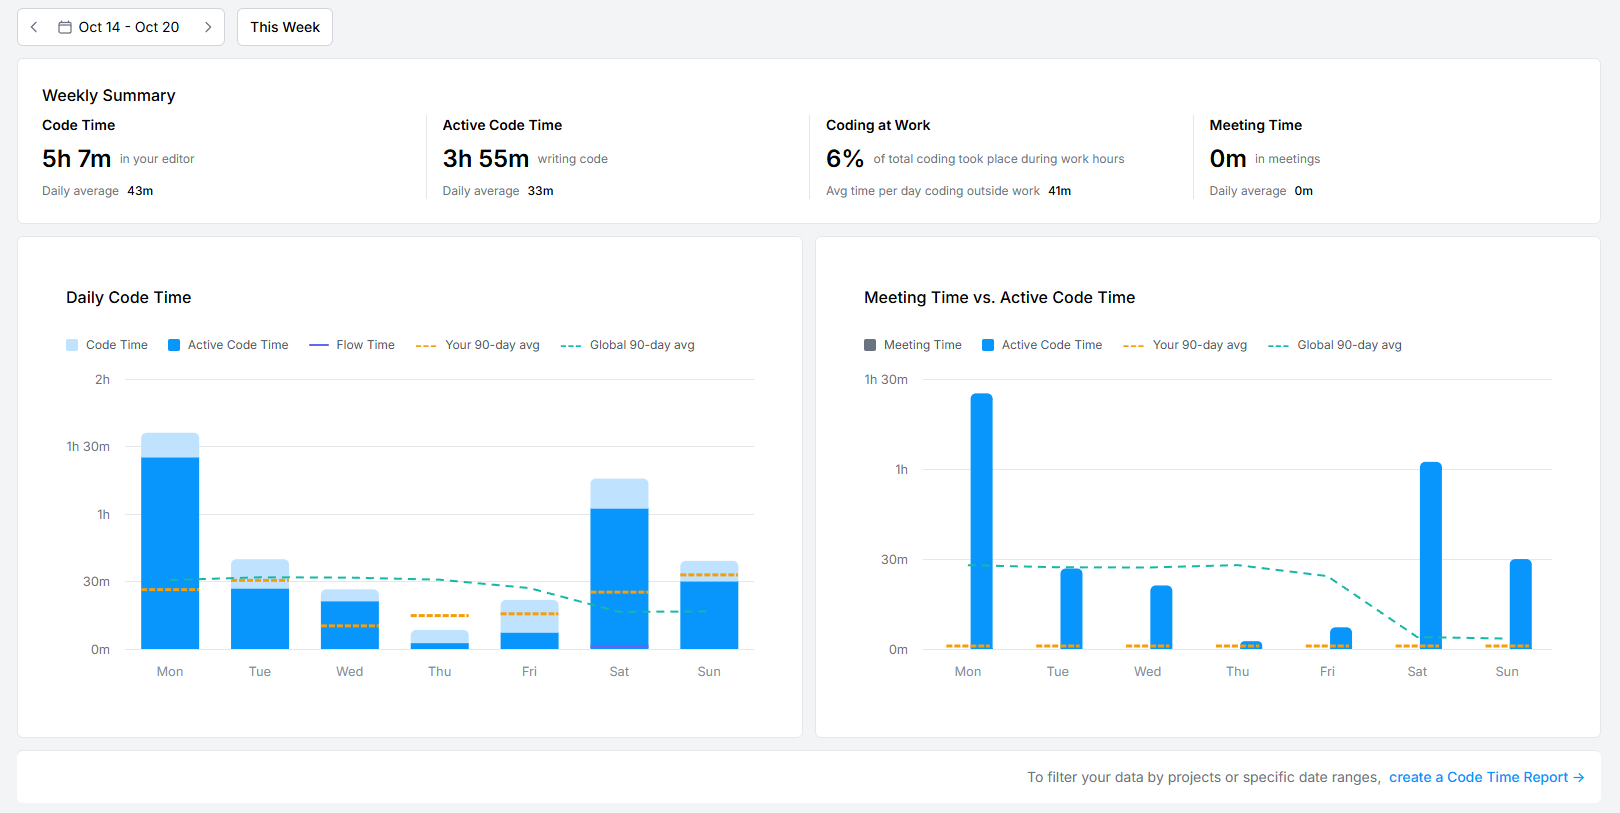 Oct 14 - Oct 20
This Week
Weekly Summary
Code Time
5h 7m in your editor
Daily average 43m
Active Code Time
3h 55m writing code
Daily average 33m
Coding at Work
6% of total coding took place during work hours
Avg time per day coding outside work 41m
Meeting Time
0m in meetings
Daily average 0m
Daily Code Time
Code Time Active Code Time Flow Time Your 90-day avg Global 90-day avg
2h
1h 30m
1h
30m
0m
Mon Tue Wed Thu Fri Sat Sun
Meeting Time vs. Active Code Time
Meeting Time Active Code Time Your 90-day avg Global 90-day avg
1h 30m
1h
30m
0m
Mon Tue Wed Thu Fri Sat Sun
To filter your data by projects or specific date ranges, create a Code Time Report →